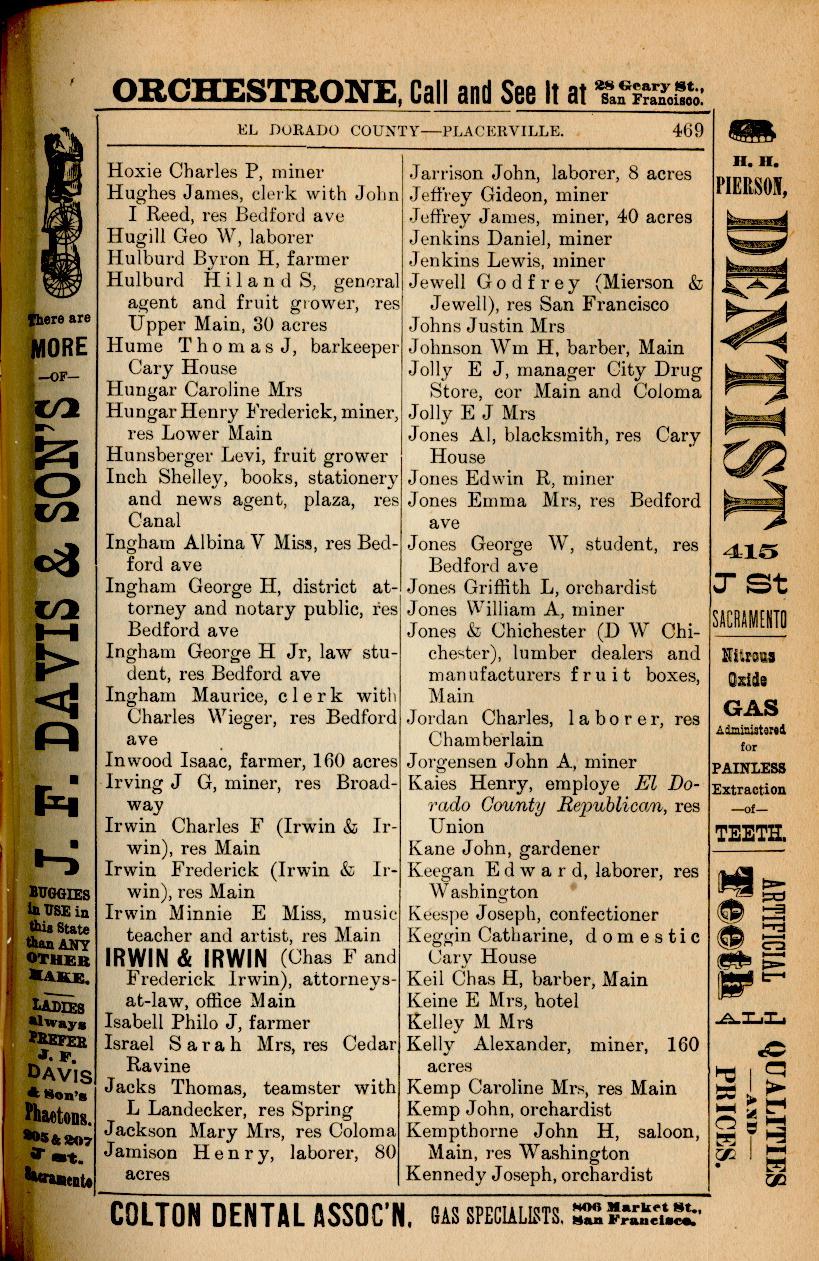 ORCHESTRONE, Call and See It at 28 Geary St., San Francisco.
EL DORADO COUNTY—PLACERVILLE. 469
Hoxie Charles P, miner
Hughes James, clerk with John
I Reed, res Bedford ave
Hugill Geo W, laborer
Hulburd Byron H, farmer
Hulburd Hiland S, general
agent and fruit grower, res
Upper Main, 30 acres
Hume Thomas J, barkeeper
Cary House
Hungar Caroline Mrs
Hungar Henry Frederick, miner,
res Lower Main
Hunsberger Levi, fruit grower
Inch Shelley, books, stationery
and news agent, plaza, res
Canal
Ingham Albina V Miss, res Bed-
ford ave
Ingham George H, district at-
torney and notary public, res
Bedford ave
Ingham George H Jr, law stu-
dent, res Bedford ave
Ingham Maurice, clerk with
Charles Wieger, res Bedford
ave
Inwood Isaac, farmer, 160 acres
Irving J G, miner, res Broad-
way
Irwin Charles F (Irwin & Ir-
win), res Main
Irwin Frederick (Irwin & Ir-
win), res Main
Irwin Minnie E Miss, music
teacher and artist, res Main
IRWIN & IRWIN (Chas F and
Frederick Irwin), attorneys-
at-law, office Main
Isabell Philo J, farmer
Israel Sarah Mrs, res Cedar
Ravine
Jacks Thomas, teamster with
L Landecker, res Spring
Jackson Mary Mrs, res Coloma
Jamison Henry, laborer, 80
acres
Jarrison John, laborer, 8 acres
Jeffrey Gideon, miner
Jeffrey James, miner, 40 acres
Jenkins Daniel, miner
Jenkins Lewis, miner
Jewell Godfrey (Mierson &
Jewell), res San Francisco
Johns Justin Mrs
Johnson Wm H, barber, Main
Jolly E J, manager City Drug
Store, cor Main and Coloma
Jolly E J Mrs
Jones Al, blacksmith, res Cary
House
Jones Edwin R, miner
Jones Emma Mrs, res Bedford
ave
Jones George W, student, res
Bedford ave
Jones Griffith L, orchardist
Jones William A, miner
Jones & Chichester (D W Chi-
chester), lumber dealers and
manufacturers fruit boxes,
Main
Jordan Charles, laborer, res
Chamberlain
Jorgensen John A, miner
Kaies Henry, employe El Do-
rado County Republican, res
Union
Kane John, gardener
Keegan Edward, laborer, res
Washington
Keespe Joseph, confectioner
Keggin Catharine, domestic
Cary House
Keil Chas H, barber, Main
Keine E Mrs, hotel
Kelley M Mrs
Kelly Alexander, miner, 160
acres
Kemp Caroline Mrs, res Main
Kemp John, orchardist
Kempthorne John H, saloon,
Main, res Washington
Kennedy Joseph, orchardist
There are
MORE
—OF—
J. F. DAVIS & SON'S
BUGGIES
in USE in
this State
than ANY
OTHER
MAKE.
LADIES
always
PREFER
J. F.
DAVIS
& Son's
Phaetons.
205 & 207
J st.
Sacramento
H. H.
PIERSON,
DENTIST
415
J St
SACRAMENTO
Nitrous
Oxide
GAS
Administered
for
PAINLESS
Extraction
—of—
TEETH.
ARTIFICIAL
Teeth
ALL
QUALITIES
—AND—
PRICES.
COLTON DENTAL ASSOC'N. GAS SPECIALISTS. 806 Market St., San Francisco.